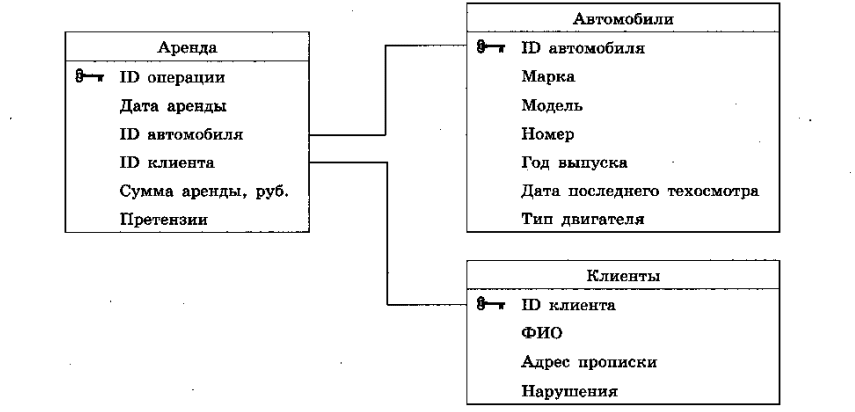 Аренда
ID операции
Дата аренды
ID автомобиля
ID клиента
Сумма аренды, руб.
Претензии
Автомобили
ID автомобиля
Марка
Модель
Номер
Год выпуска
Дата последнего техосмотра
Тип двигателя
Клиенты
ID клиента
ФИО
Адрес прописки
Нарушения